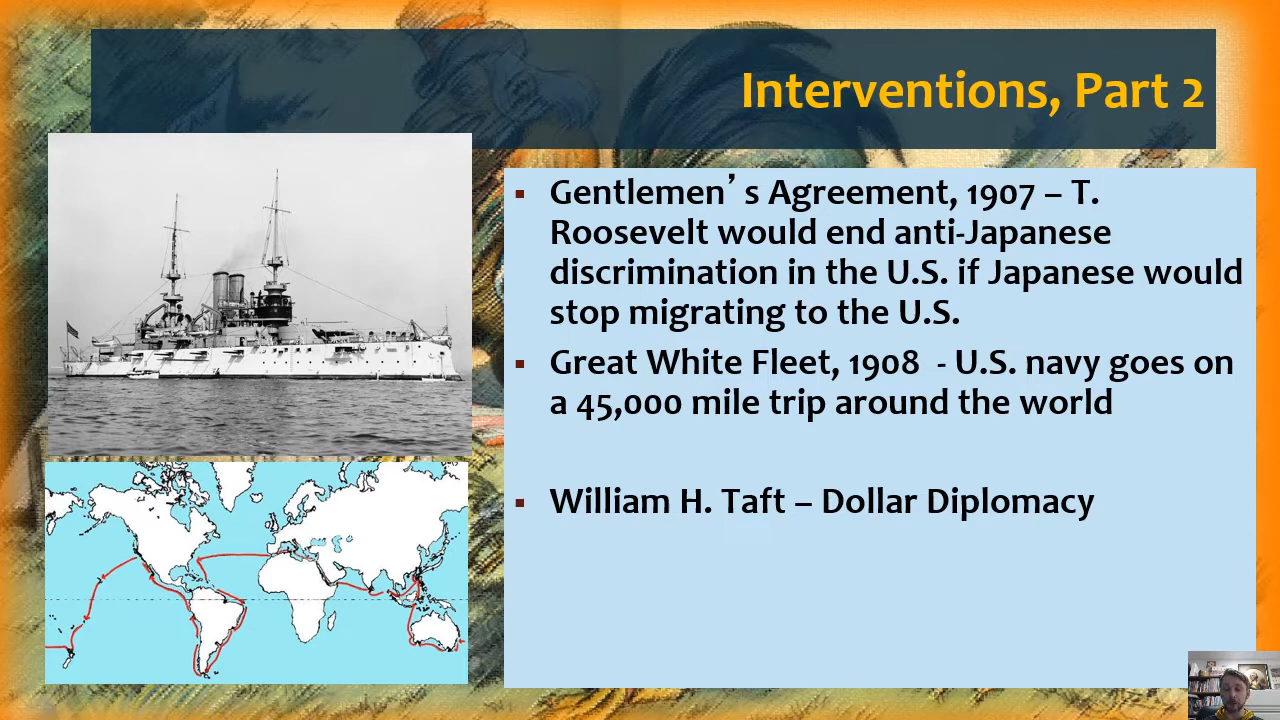 Interventions, Part 2
▪ Gentlemen’s Agreement, 1907 – T.
Roosevelt would end anti-Japanese
discrimination in the U.S. if Japanese would
stop migrating to the U.S.
▪ Great White Fleet, 1908 - U.S. navy goes on
a 45,000 mile trip around the world
▪ William H. Taft – Dollar Diplomacy